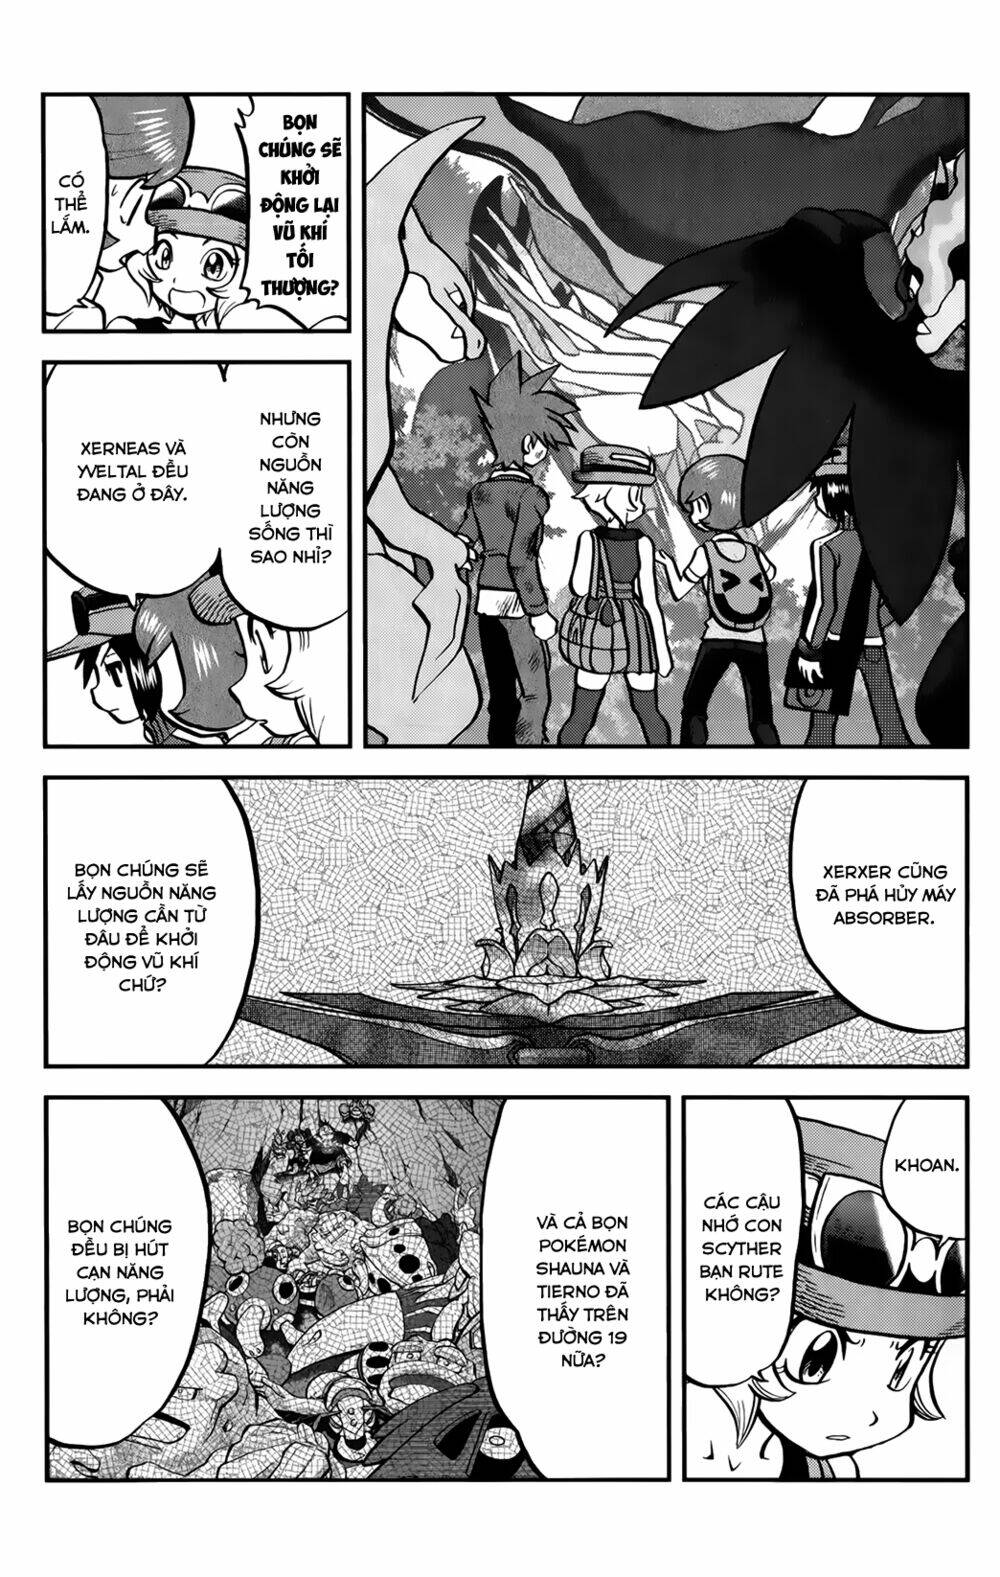 BỌN
CHÚNG SẼ
KHỞI
ĐỘNG LẠI
VŨ KHÍ
TỐI
THƯỢNG?
CÓ
THỂ
LẮM.
NHƯNG
CÒN
NGUỒN
NĂNG
LƯỢNG
SỐNG THÌ
SAO NHỈ?
XERNEAS VÀ
YVELTAL ĐỀU
ĐANG Ở ĐÂY.
XERXER CŨNG
ĐÃ PHÁ HỦY MÁY
ABSORBER.
BỌN CHÚNG SẼ
LẤY NGUỒN NĂNG
LƯỢNG CẦN TỪ
ĐÂU ĐỂ KHỞI
ĐỘNG VŨ KHÍ
CHỨ?
KHOAN.
CÁC CẬU
NHỚ CON
SCYTHER
BẠN RUTE
KHÔNG?
VÀ CẢ BỌN
POKÉMON
SHAUNA VÀ
TIERNO ĐÃ
THẤY TRÊN
ĐƯỜNG 19
NỮA?
BỌN CHÚNG
ĐỀU BỊ HÚT
CẠN NĂNG
LƯỢNG, PHẢI
KHÔNG?